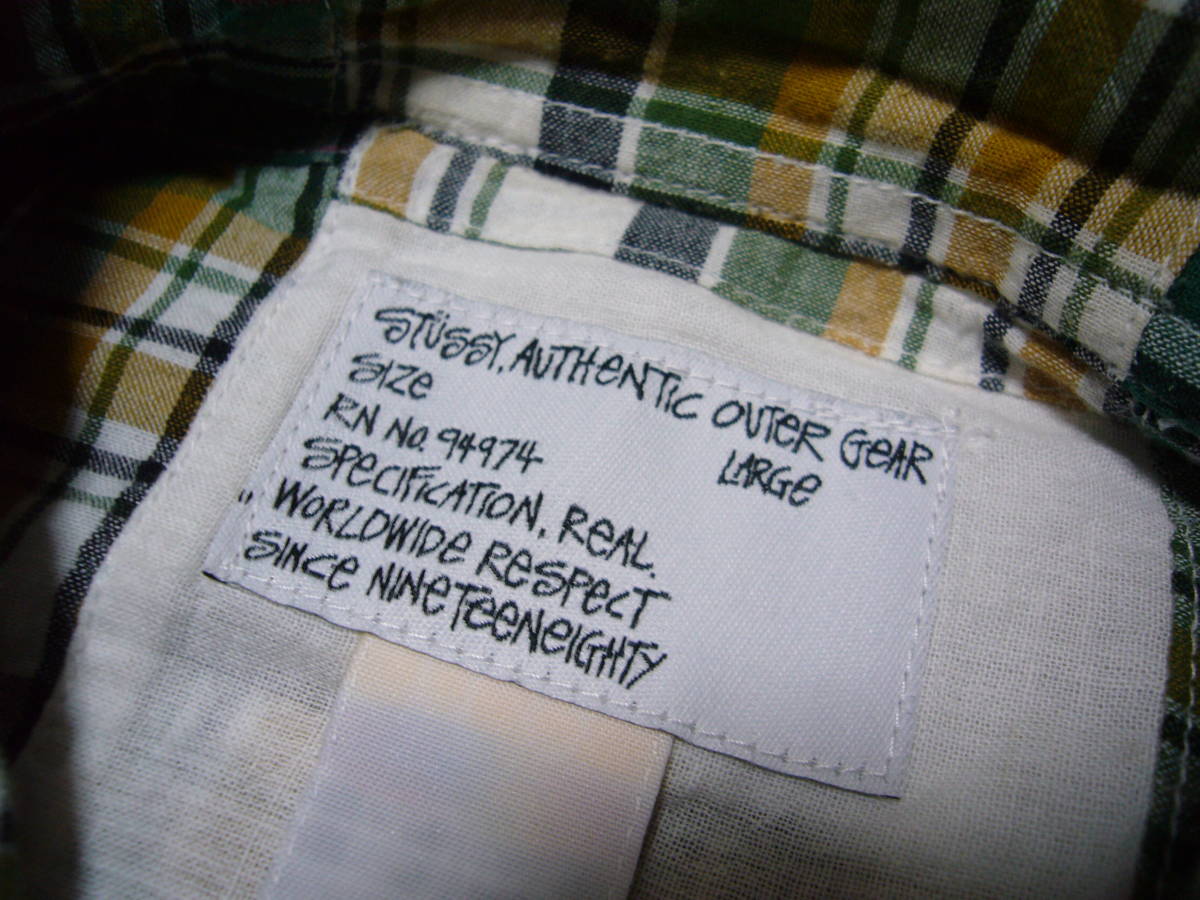 STÜSSY, AUTHENTIC OUTER GEAR
SIZE LARGE
RN NO. 94974
SPECIFICATION, REAL.
" WORLDWIDE RESPECT
SINCE NINETEENEIGHTY